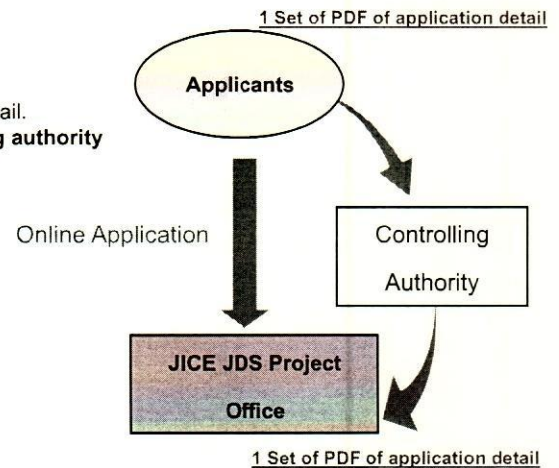 1 Set of PDF of application detail
Applicants
ail.
g authority
Online Application
Controlling
Authority
JICE JDS Project
Office
1 Set of PDF of application detail